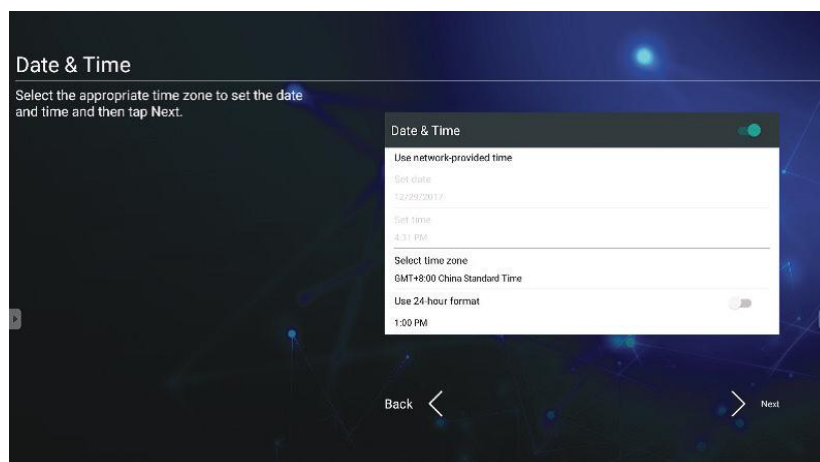 Date & Time
Select the appropriate time zone to set the date
and time and then tap Next.
Date & Time
Use network-provided time
Set date
12/29/2017
Set time
4:31 PM
Select time zone
GMT+8:00 China Standard Time
Use 24-hour format
1:00 PM
Back
Next